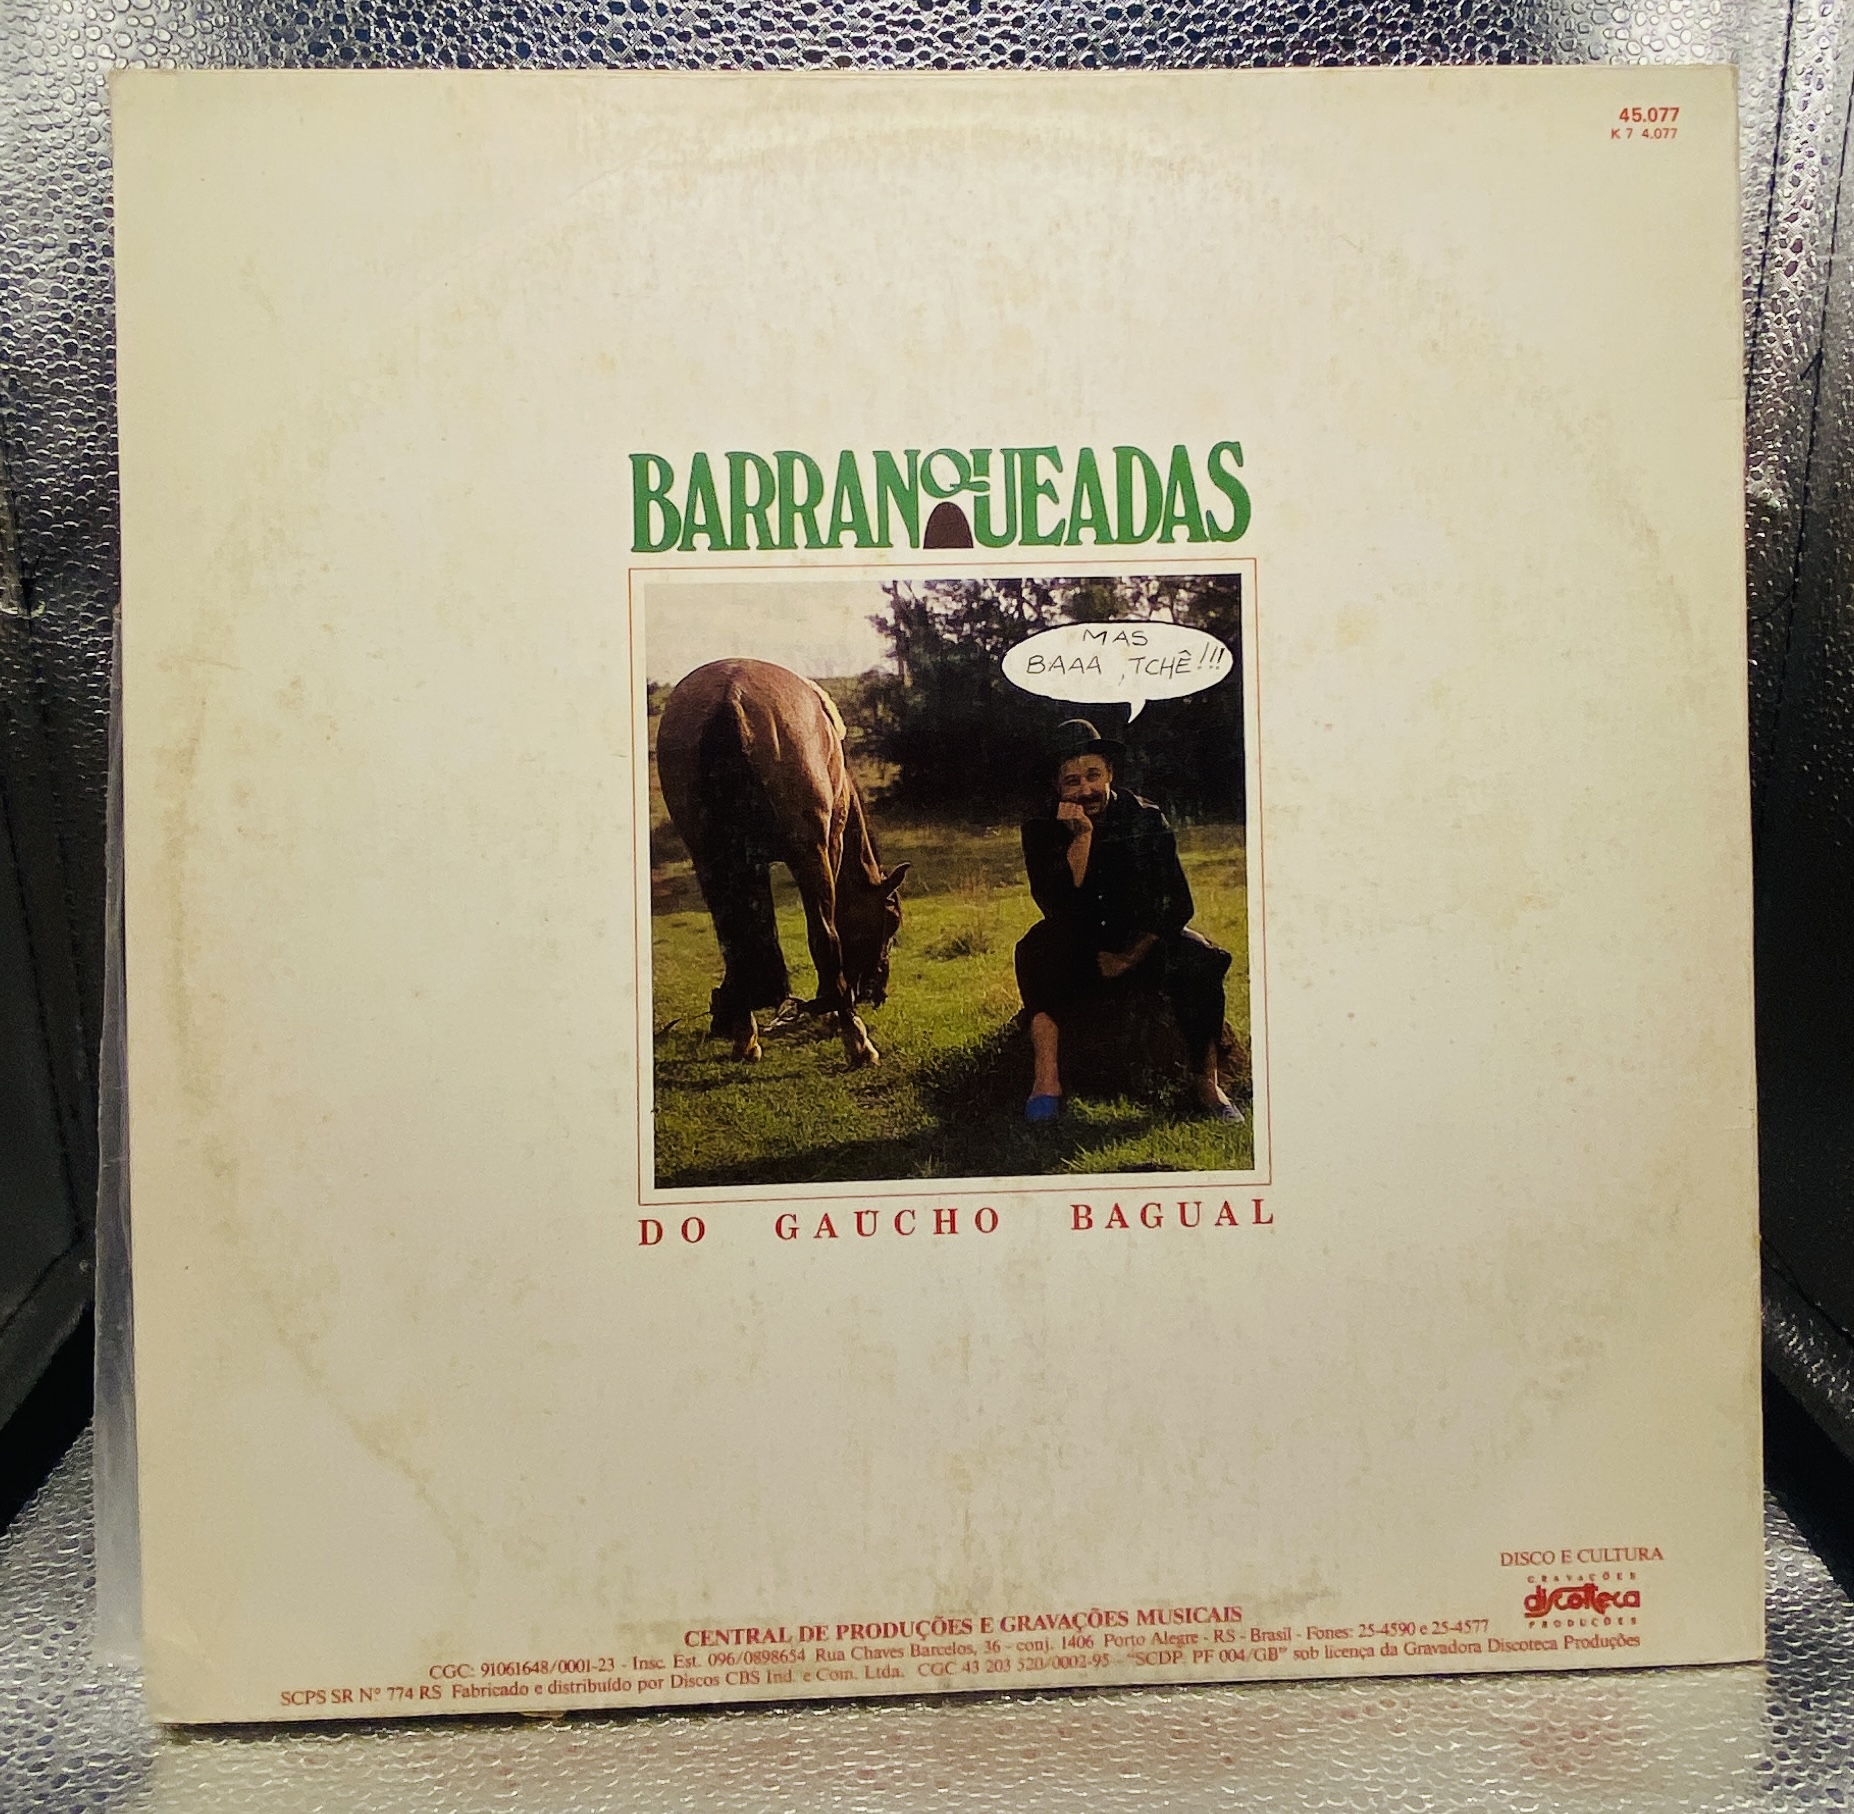 45.077
K 7 4.077
BARRANQUEADAS
MAS
BAAA, TCHÊ!!!
DO GAÚCHO BAGUAL
DISCO E CULTURA
GRAVAÇÕES
discoteca
PRODUÇÕES
CENTRAL DE PRODUÇÕES E GRAVAÇÕES MUSICAIS
CGC: 91061648/0001-23 - Insc. Est. 096/0898654 Rua Chaves Barcelos, 36 - conj. 1406 Porto Alegre - RS - Brasil - Fones: 25-4590 e 25-4577
SCPS SR Nº 774 RS Fabricado e distribuído por Discos CBS Ind. e Com. Ltda. CGC 43 203 520/0002-95 - "SCDP. PF 004/GB" sob licença da Gravadora Discoteca Produções